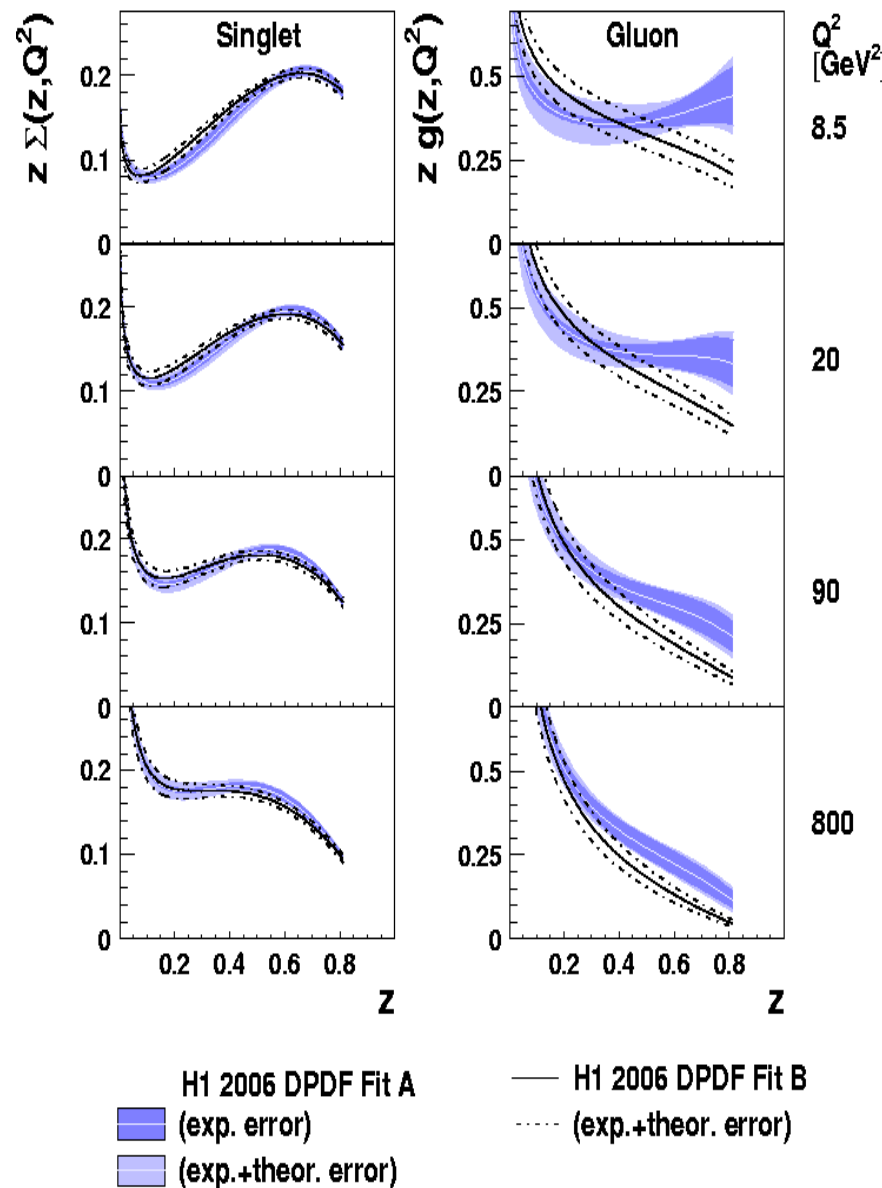 z Σ(z,Q²)
Singlet
z g(z,Q²)
Gluon
Q²
[GeV²]
0.2
0.1
0
0.5
0.25
8.5
0.2
0.1
0
0.5
0.25
20
0.2
0.1
0
0.5
0.25
0
90
0.2
0.1
0
0.5
0.25
0
800
0.2 0.4 0.6 0.8
z
0.2 0.4 0.6 0.8
z
H1 2006 DPDF Fit A
(exp. error)
(exp.+theor. error)
H1 2006 DPDF Fit B
(exp.+theor. error)